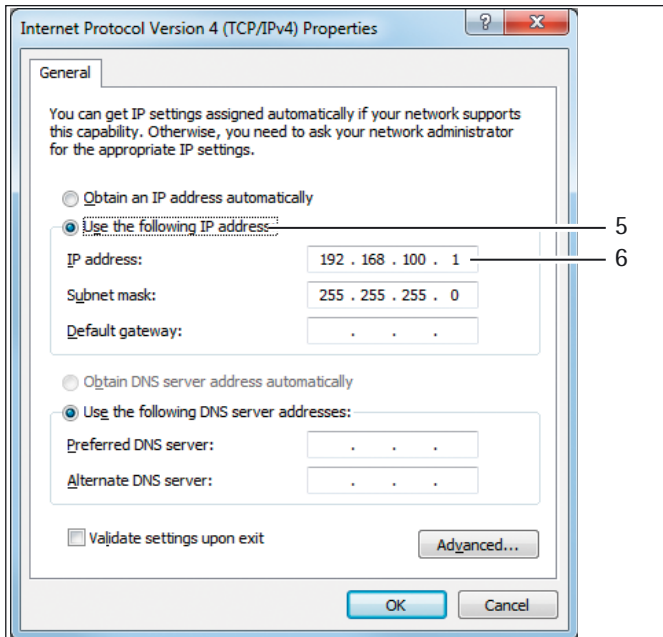 Internet Protocol Version 4 (TCP/IPv4) Properties
General
You can get IP settings assigned automatically if your network supports
this capability. Otherwise, you need to ask your network administrator
for the appropriate IP settings.
Obtain an IP address automatically
Use the following IP address
5
IP address: 192 . 168 . 100 . 1
6
Subnet mask: 255 . 255 . 255 . 0
Default gateway: . . .
Obtain DNS server address automatically
Use the following DNS server addresses:
Preferred DNS server: . . .
Alternate DNS server: . . .
Validate settings upon exit
Advanced...
OK Cancel